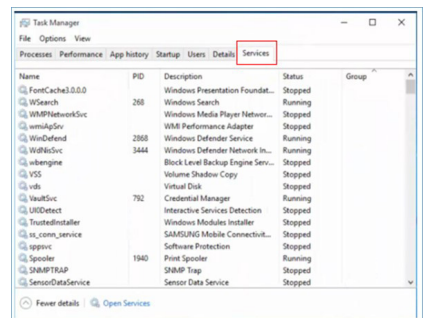 Task Manager
File Options View
Processes Performance App history Startup Users Details Services
Name PID Description Status Group
FontCache3.0.0.0 Windows Presentation Foundat... Stopped
WSearch 268 Windows Search Running
WMPNetworkSvc Windows Media Player Networ... Stopped
wmiApSrv WMI Performance Adapter Stopped
WinDefend 2868 Windows Defender Service Running
WdNisSvc 3444 Windows Defender Network In... Running
wbengine Block Level Backup Engine Serv... Stopped
VSS Volume Shadow Copy Stopped
vds Virtual Disk Stopped
VaultSvc 792 Credential Manager Running
UI0Detect Interactive Services Detection Stopped
TrustedInstaller Windows Modules Installer Stopped
ss_conn_service SAMSUNG Mobile Connectivit... Stopped
sppsvc Software Protection Stopped
Spooler 1940 Print Spooler Running
SNMPTRAP SNMP Trap Stopped
SensorDataService Sensor Data Service Stopped
Fewer details Open Services